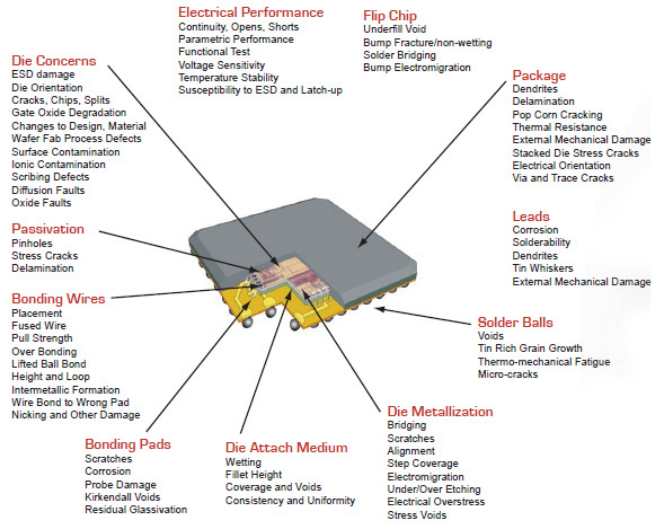 Electrical Performance
Continuity, Opens, Shorts
Parametric Performance
Functional Test
Voltage Sensitivity
Temperature Stability
Susceptibility to ESD and Latch-up
Flip Chip
Underfill Void
Bump Fracture/non-wetting
Solder Bridging
Bump Electromigration
Die Concerns
ESD damage
Die Orientation
Cracks, Chips, Splits
Gate Oxide Degradation
Changes to Design, Material
Wafer Fab Process Defects
Surface Contamination
Ionic Contamination
Scribing Defects
Diffusion Faults
Oxide Faults
Package
Dendrites
Delamination
Pop Corn Cracking
Thermal Resistance
External Mechanical Damage
Stacked Die Stress Cracks
Electrical Orientation
Via and Trace Cracks
Passivation
Pinholes
Stress Cracks
Delamination
Leads
Corrosion
Solderability
Dendrites
Tin Whiskers
External Mechanical Damage
Bonding Wires
Placement
Fused Wire
Pull Strength
Over Bonding
Lifted Ball Bond
Height and Loop
Intermetallic Formation
Wire Bond to Wrong Pad
Nicking and Other Damage
Solder Balls
Voids
Tin Rich Grain Growth
Thermo-mechanical Fatigue
Micro-cracks
Bonding Pads
Scratches
Corrosion
Probe Damage
Kirkendall Voids
Residual Glassivation
Die Attach Medium
Wetting
Fillet Height
Coverage and Voids
Consistency and Uniformity
Die Metallization
Bridging
Scratches
Alignment
Step Coverage
Electromigration
Under/Over Etching
Electrical Overstress
Stress Voids